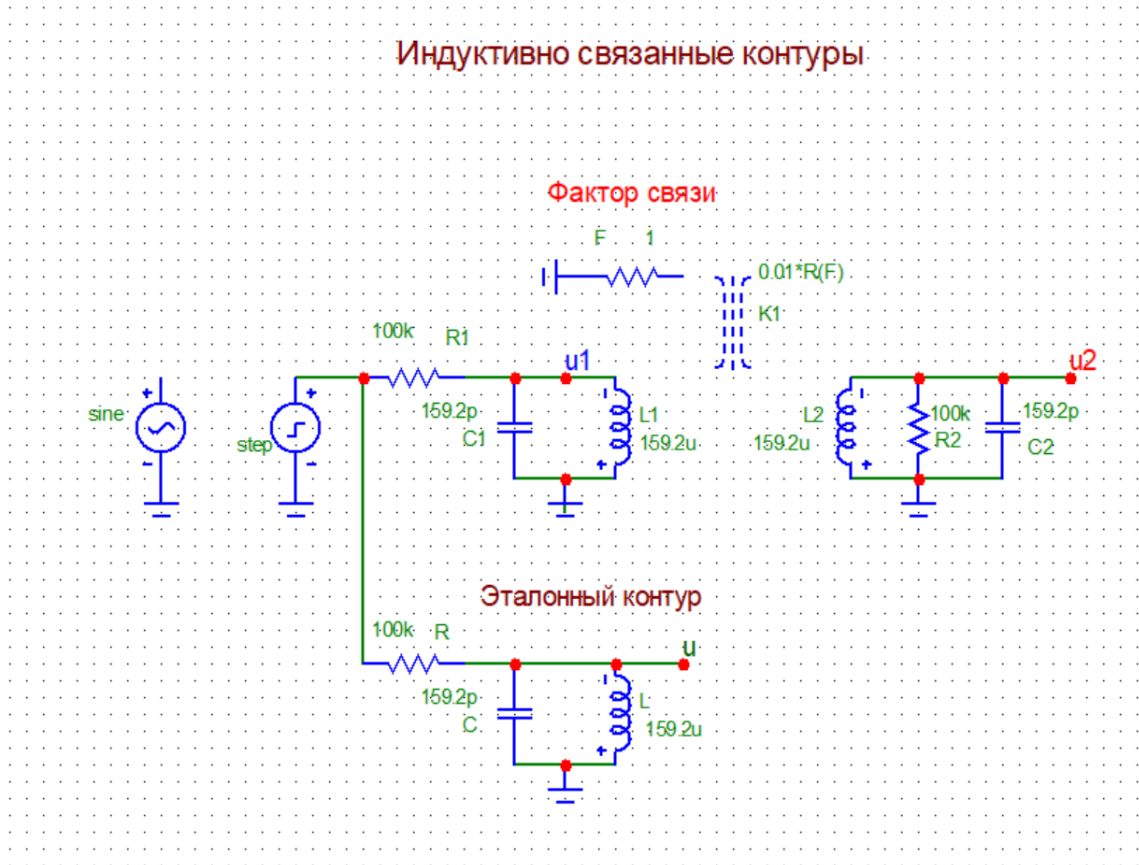 Индуктивно связанные контуры
Фактор связи
F 1
0.01*R(F)
K1
100k R1
u1
u2
sine
step
159.2p
C1
L1
159.2u
L2
159.2u
100k
R2
159.2p
C2
Эталонный контур
100k R
u
159.2p
C
L
159.2u